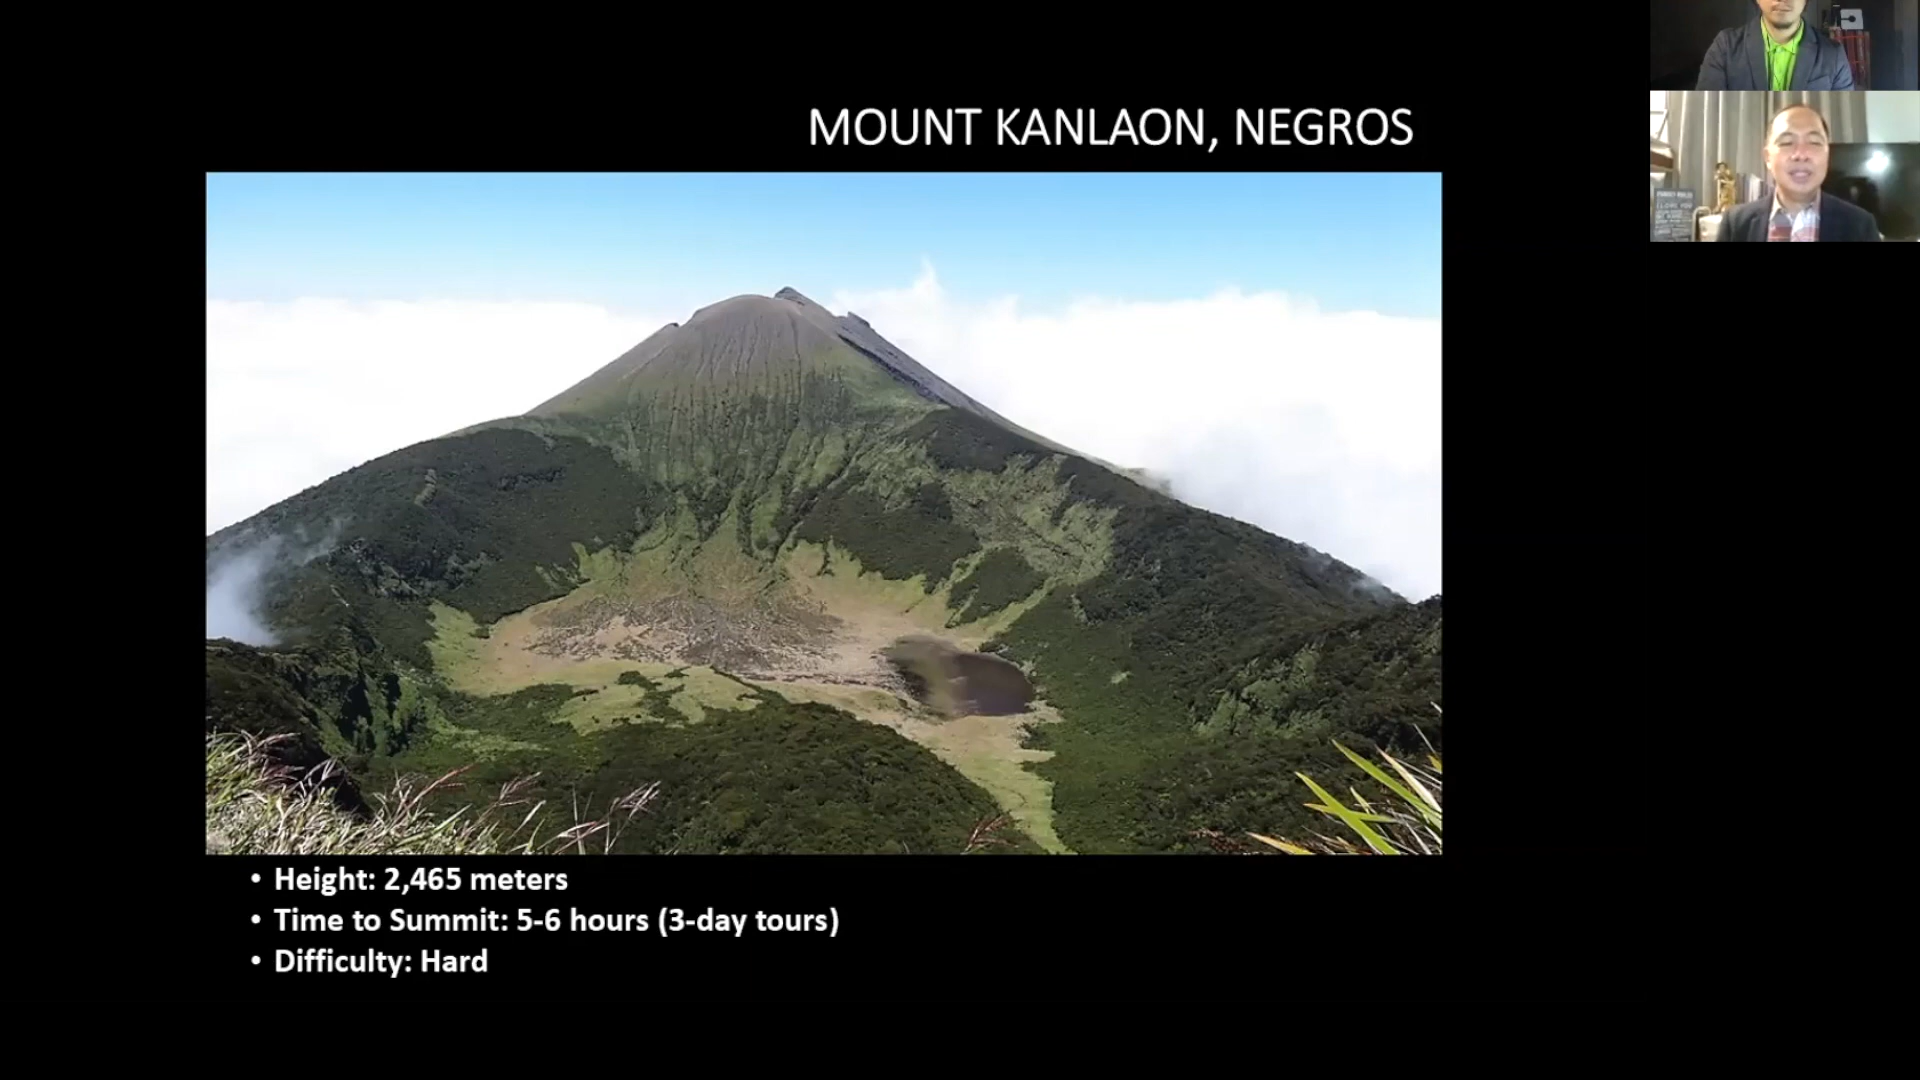 MOUNT KANLAON, NEGROS
• Height: 2,465 meters
• Time to Summit: 5-6 hours (3-day tours)
• Difficulty: Hard